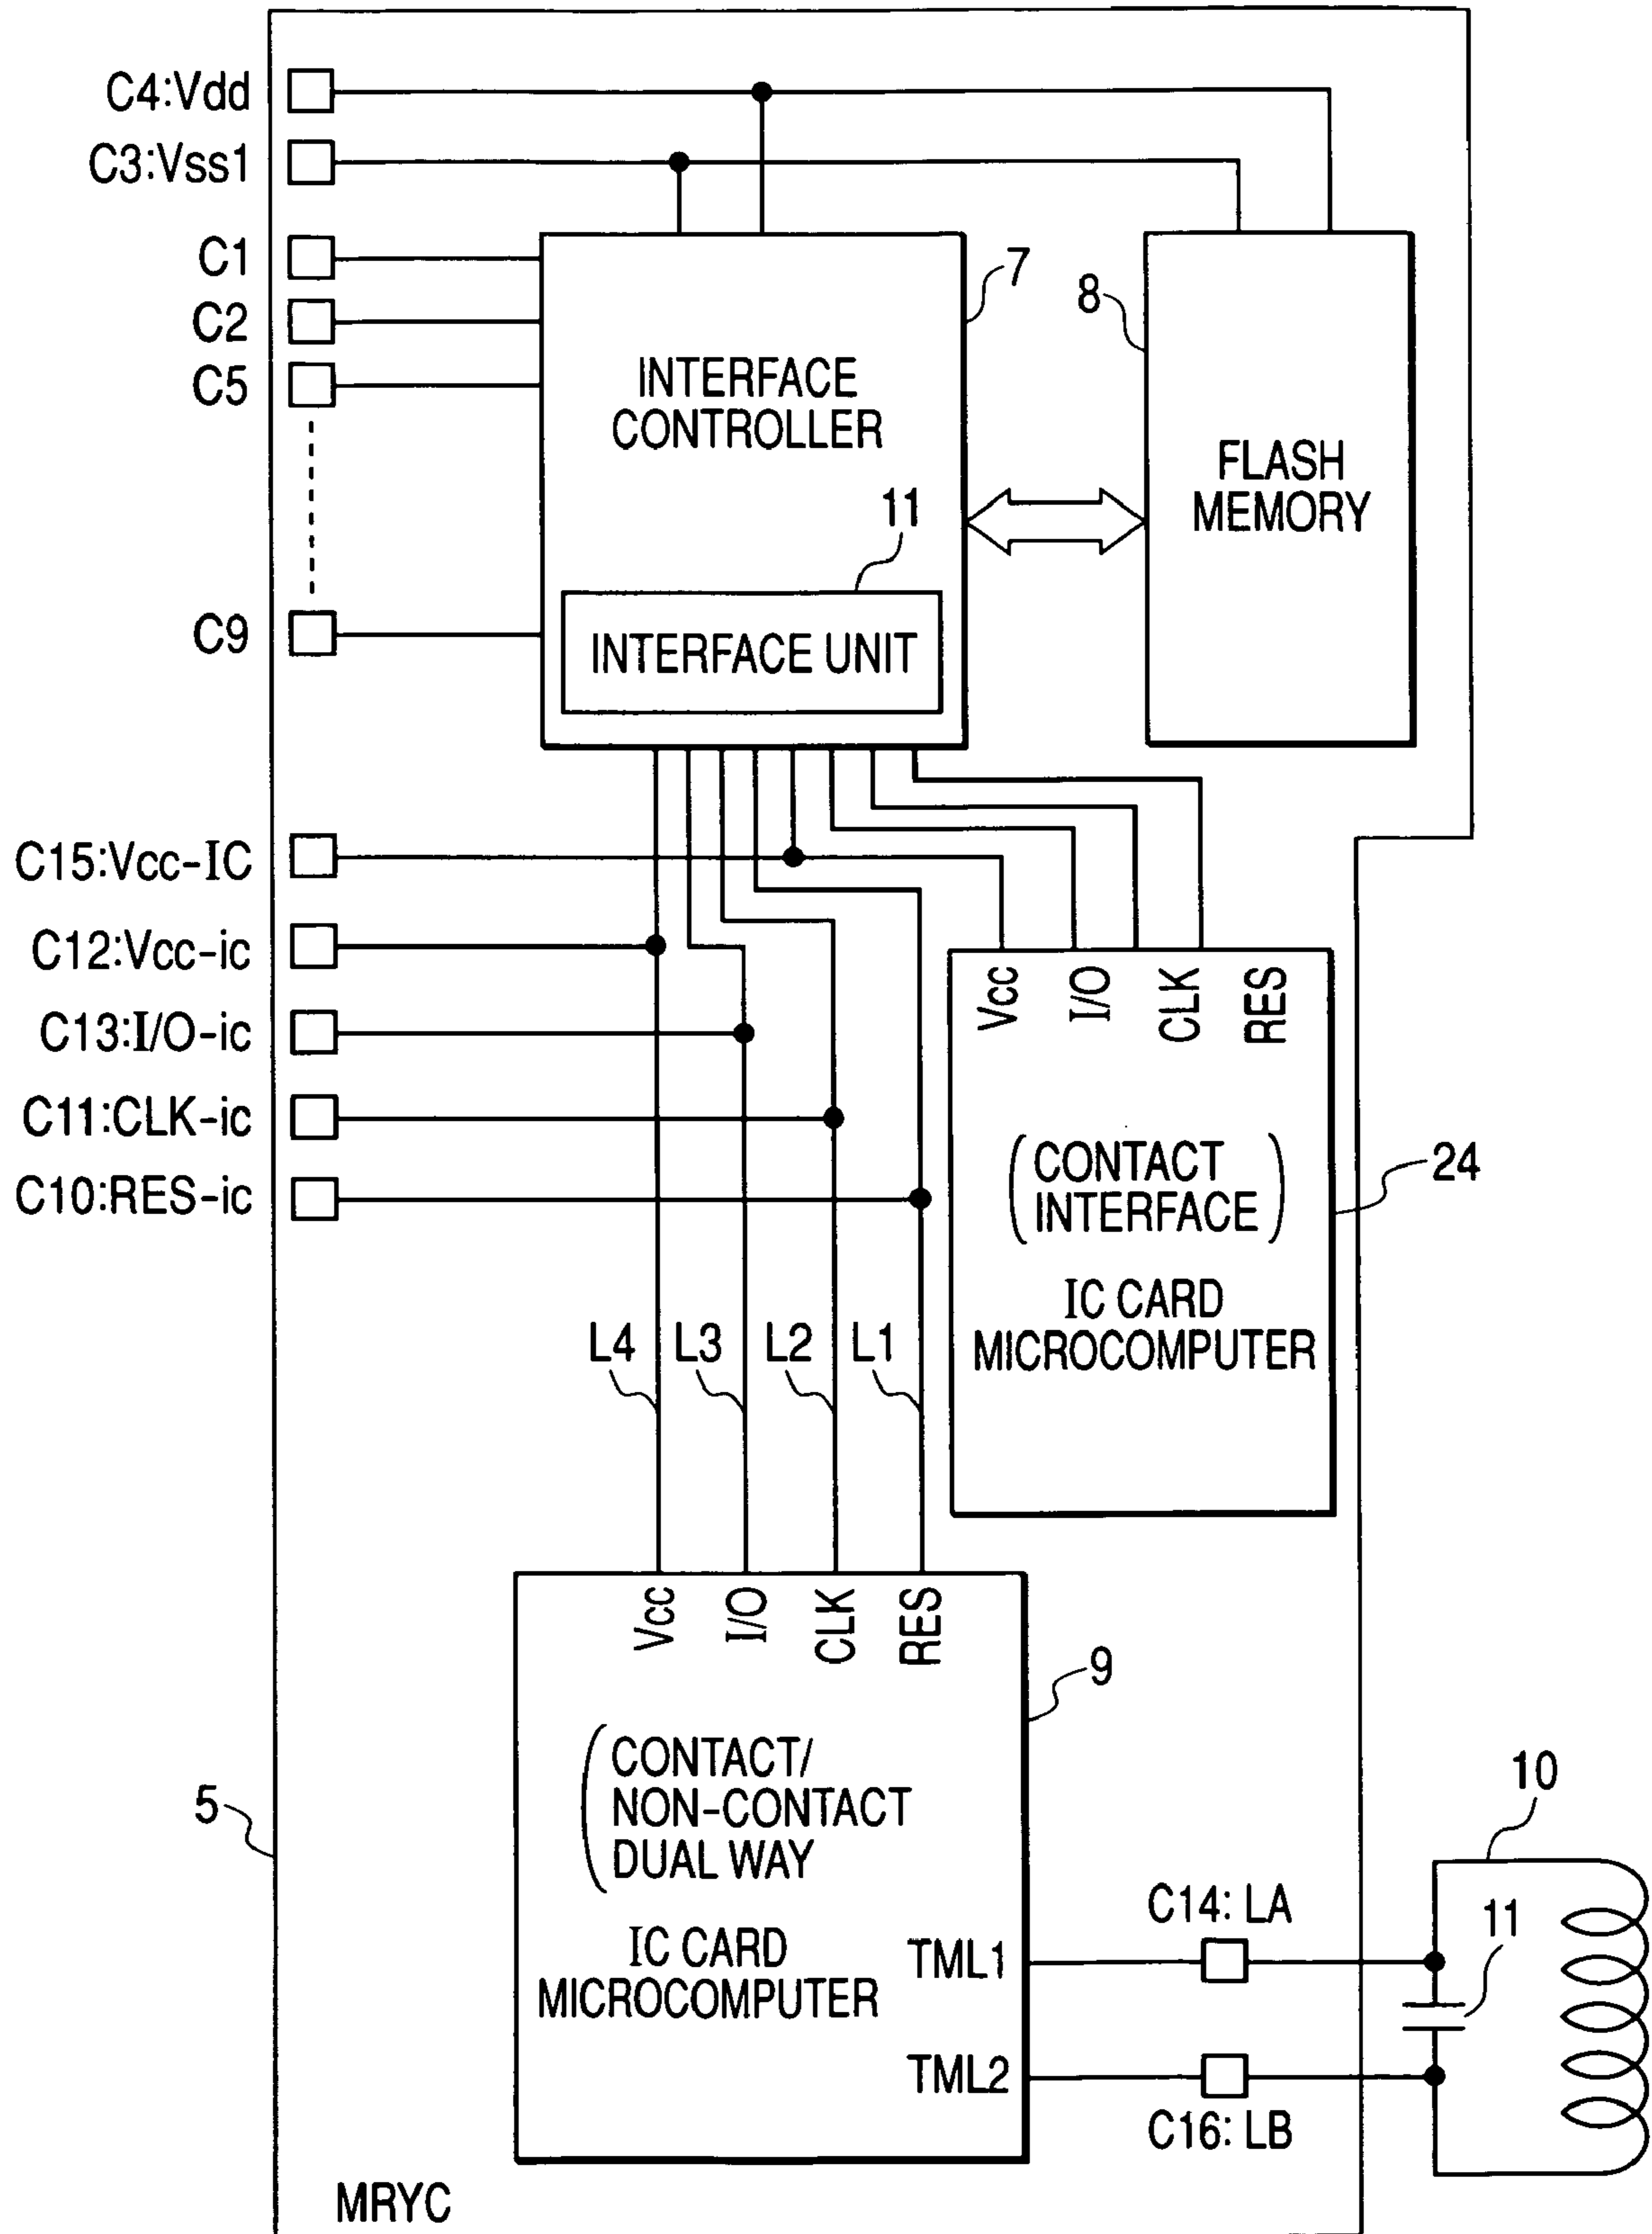 C4:Vdd
C3:Vss1
C1
C2
C5
C9
7
8
INTERFACE
CONTROLLER
11
INTERFACE UNIT
FLASH
MEMORY
C15:Vcc-IC
C12:Vcc-ic
C13:I/O-ic
C11:CLK-ic
C10:RES-ic
Vcc
I/O
CLK
RES
(CONTACT
INTERFACE)
IC CARD
MICROCOMPUTER
24
L4
L3
L2
L1
Vcc
I/O
CLK
RES
9
(CONTACT/
NON-CONTACT
DUAL WAY
IC CARD
MICROCOMPUTER
TML1
TML2
5
C14: LA
C16: LB
10
11
MRYC